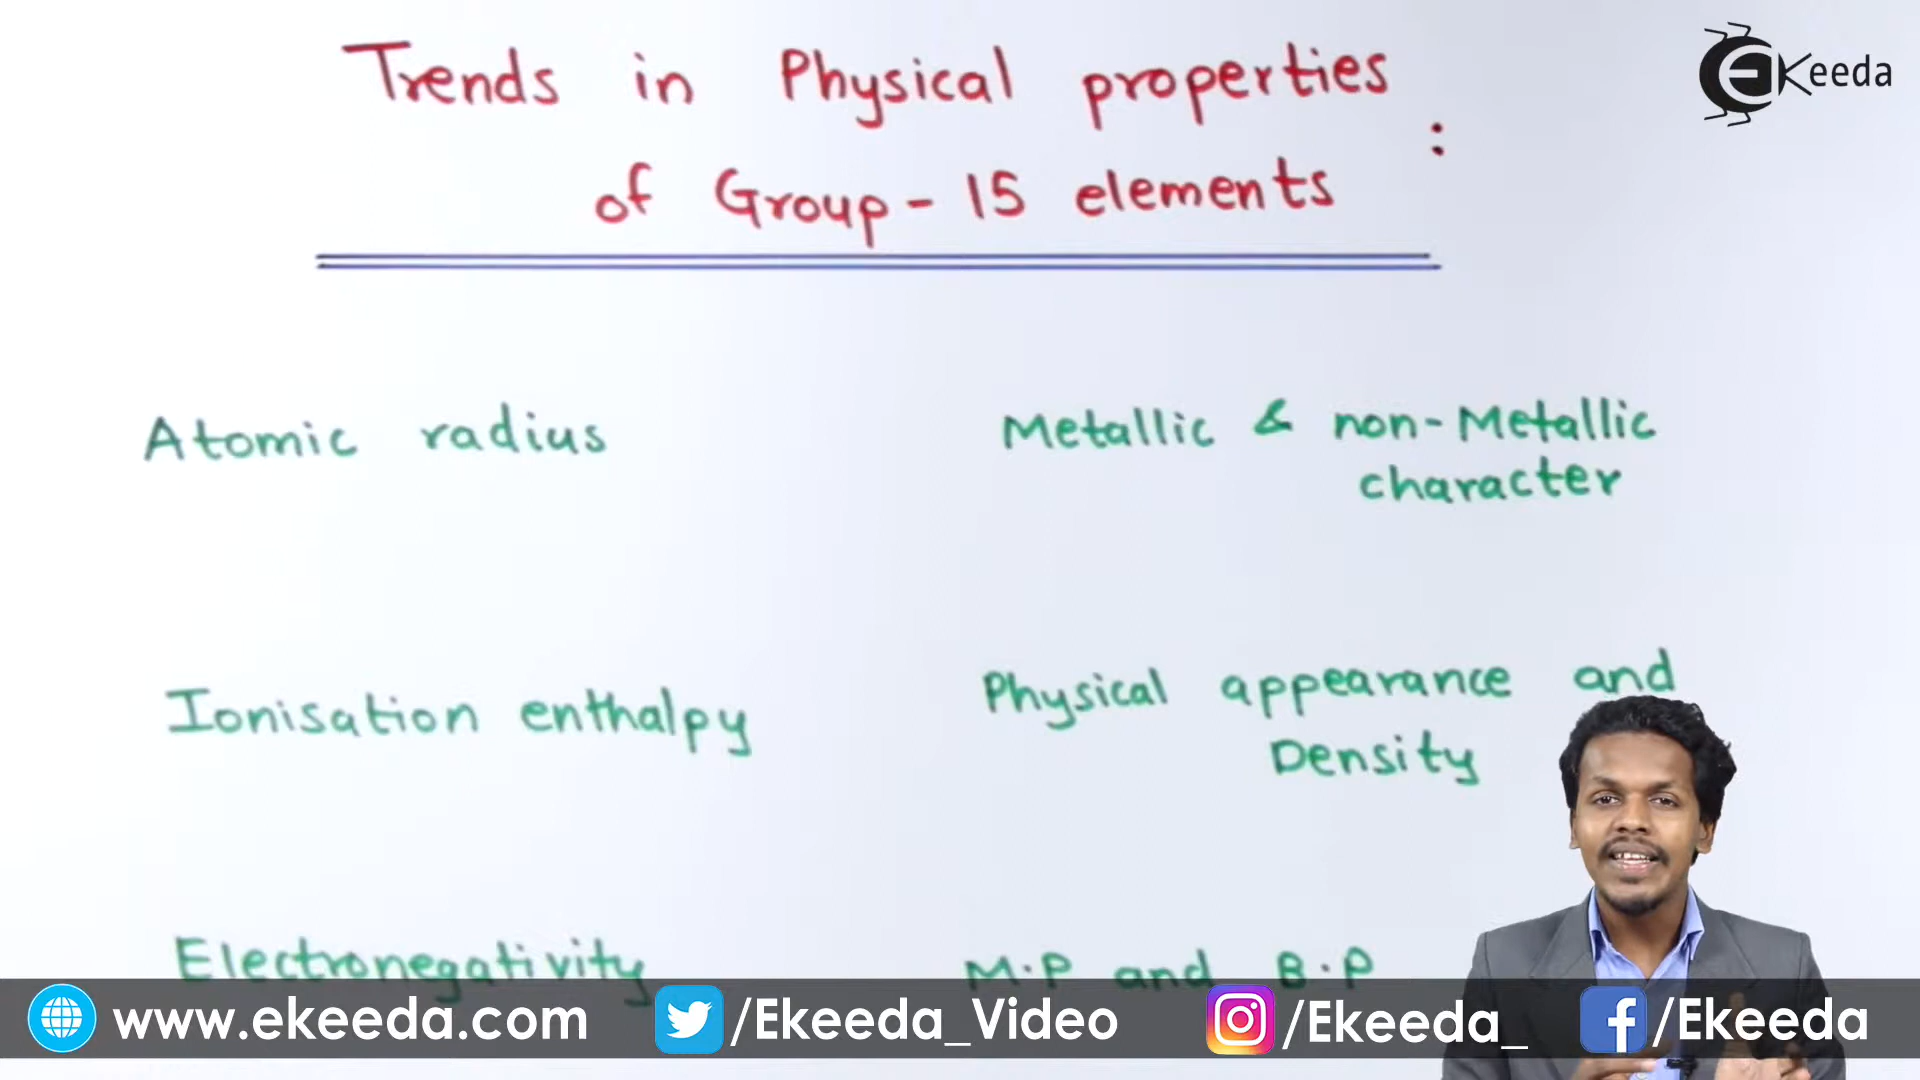 Trends in Physical properties
of Group - 15 elements :
EKeeda
Atomic radius
Metallic & non-Metallic
character
Ionisation enthalpy
Physical appearance and
Density
Electronegativity
M.P and B.P
www.ekeeda.com
/Ekeeda_Video
/Ekeeda_
/Ekeeda